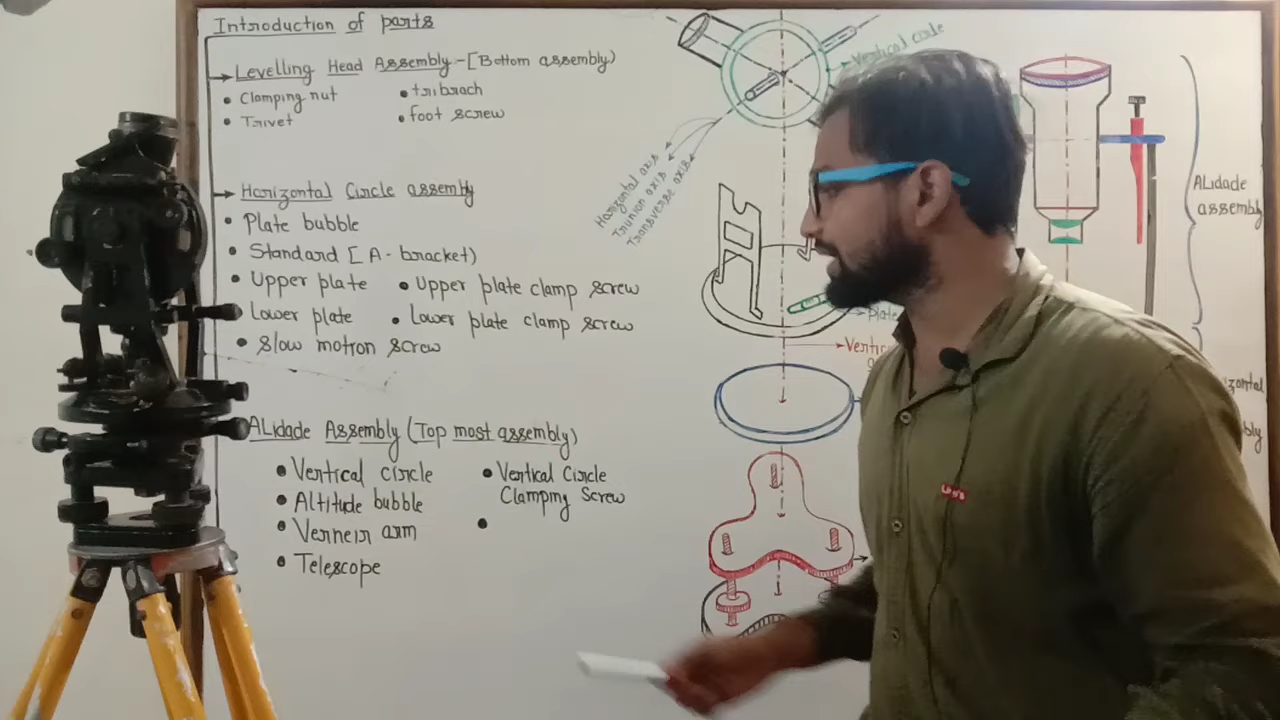 Introduction of parts
Levelling Head Assembly-[Bottom assembly)
• Clamping nut • tribrach
• Trivet • foot screw
Horizontal Circle assembly
• Plate bubble
• Standard [A-bracket)
• Upper plate • Upper plate clamp screw
• Lower plate • Lower plate clamp screw
• Slow motion screw
ALidade Assembly (Top most assembly)
• Vertical circle • Vertical Circle
Clamping Screw
• Altitude bubble
• Verneir arm
• Telescope
Vertical circle
Horizontal axis
Trunion axis
Transverse axis
Plate
ALidade
assembly